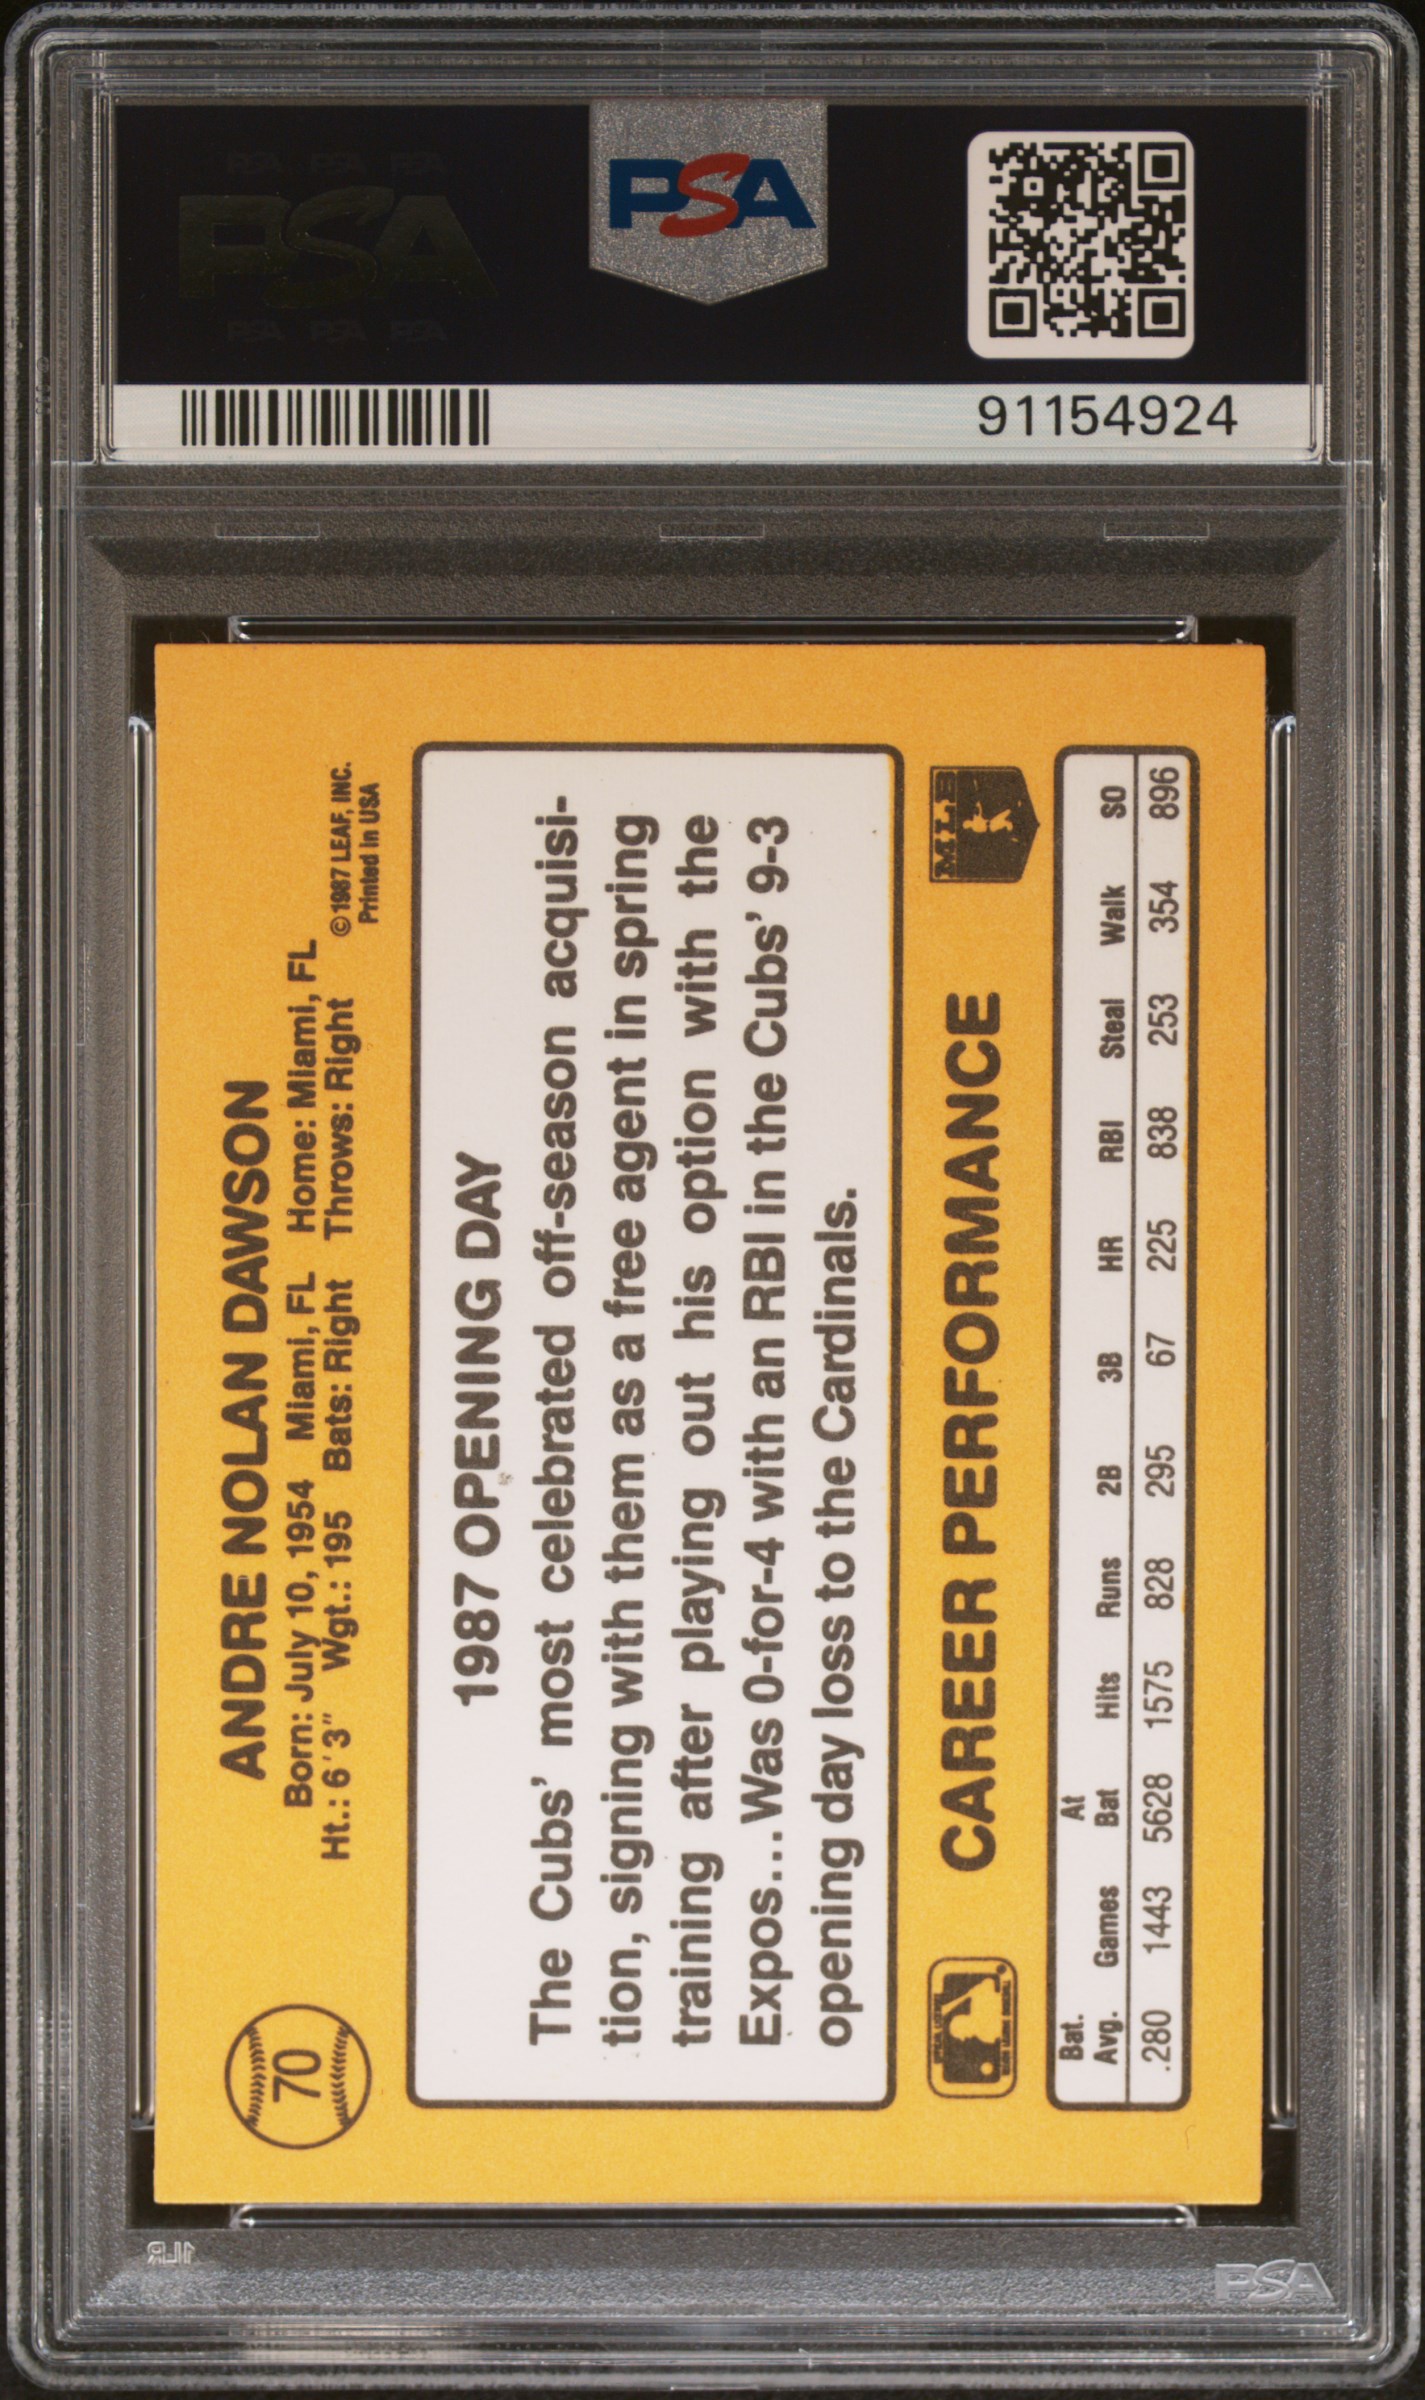 PSA
PSA
91154924
70
ANDRE NOLAN DAWSON
Born: July 10, 1954 Miami, FL Home: Miami, FL
Ht.: 6'3" Wgt.: 195 Bats: Right Throws: Right
©1987 LEAF, INC.
Printed in USA
1987 OPENING DAY
The Cubs' most celebrated off-season acquisi-
tion, signing with them as a free agent in spring
training after playing out his option with the
Expos...Was 0-for-4 with an RBI in the Cubs' 9-3
opening day loss to the Cardinals.
CAREER PERFORMANCE
MLB
Bat. Avg. Games At Bat Hits Runs 2B 3B HR RBI Steal Walk SO
.280 1443 5628 1575 828 295 67 225 838 253 354 896
PSA